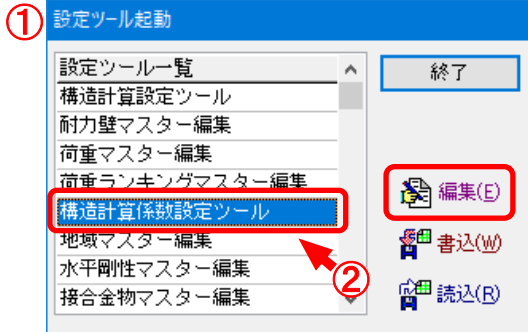 ①
設定ツール起動
設定ツール一覧
構造計算設定ツール
耐力壁マスター編集
荷重マスター編集
荷重ランキングマスター編集
構造計算係数設定ツール
地域マスター編集
水平剛性マスター編集
接合金物マスター編集
②
終了
編集(E)
書込(W)
読込(R)